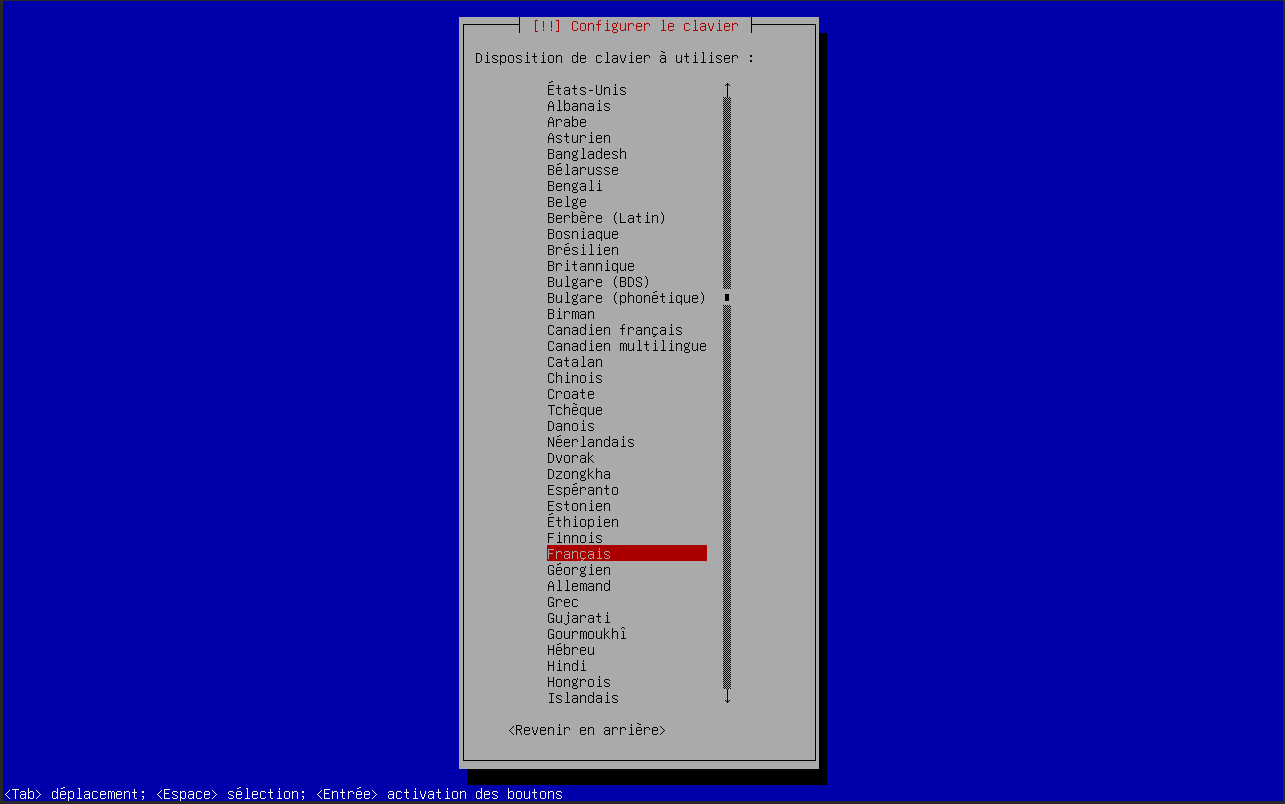 [!!] Configurer le clavier
Disposition de clavier à utiliser :
États-Unis
Albanais
Arabe
Asturien
Bangladesh
Bélarusse
Bengali
Belge
Berbère (Latin)
Bosniaque
Brésilien
Britannique
Bulgare (BDS)
Bulgare (phonétique)
Birman
Canadien français
Canadien multilingue
Catalan
Chinois
Croate
Tchèque
Danois
Néerlandais
Dvorak
Dzongkha
Espéranto
Estonien
Éthiopien
Finnois
Français
Géorgien
Allemand
Grec
Gujarati
Gourmoukhî
Hébreu
Hindi
Hongrois
Islandais
<Revenir en arrière>
<Tab> déplacement; <Espace> sélection; <Entrée> activation des boutons